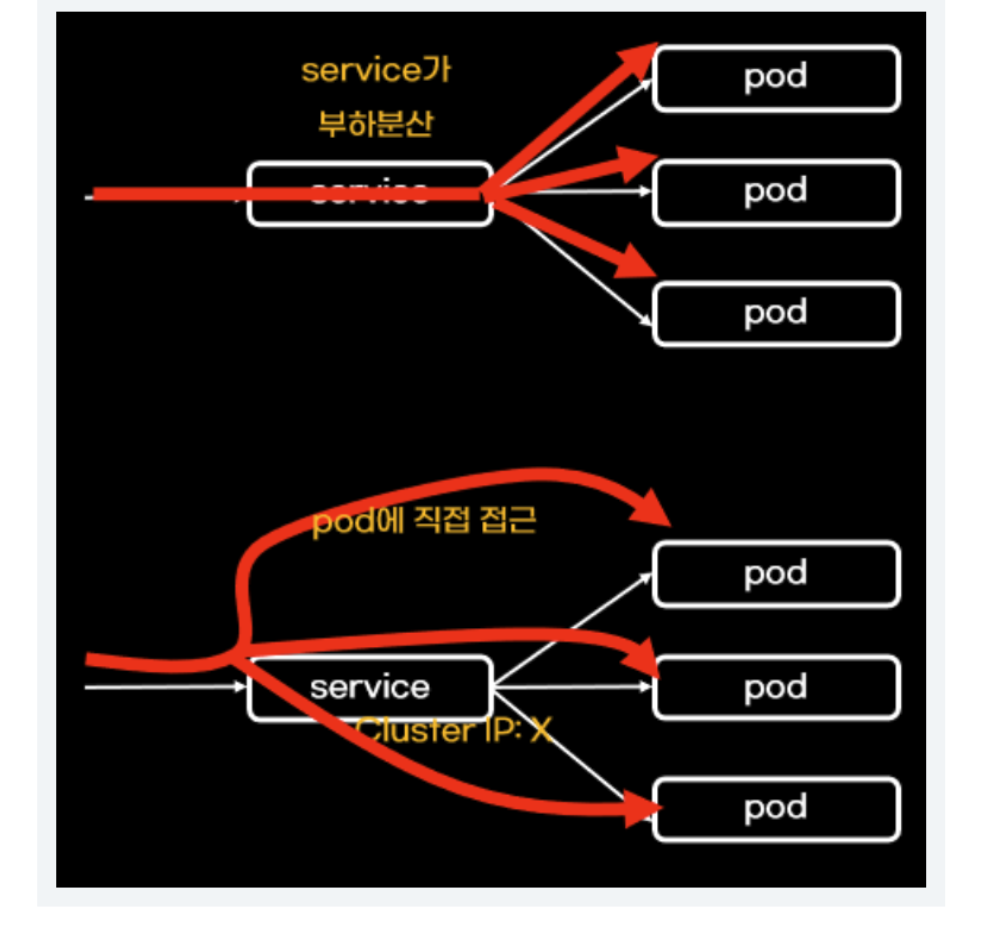 service가
부하분산
service
pod
pod
pod
pod에 직접 접근
service
Cluster IP: X
pod
pod
pod